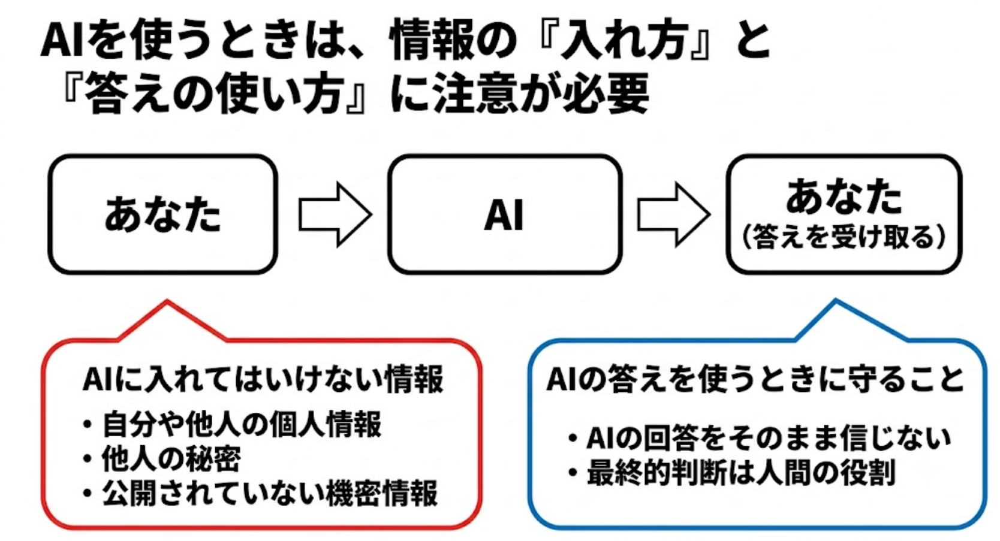 AIを使うときは、情報の『入れ方』と
『答えの使い方』に注意が必要
あなた
AI
あなた
（答えを受け取る）
AIに入れてはいけない情報
・自分や他人の個人情報
・他人の秘密
・公開されていない機密情報
AIの答えを使うときに守ること
・AIの回答をそのまま信じない
・最終的判断は人間の役割